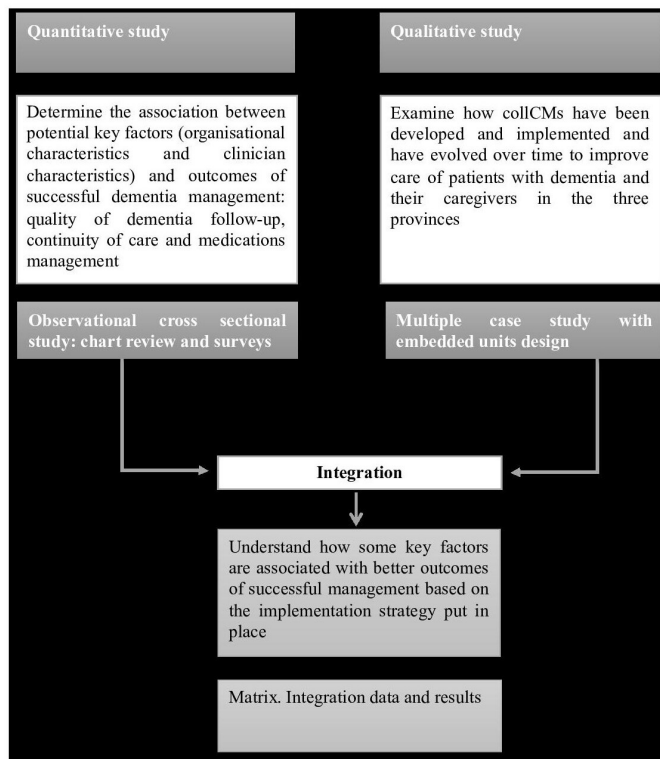 Quantitative study
Determine the association between
potential key factors (organisational
characteristics and clinician
characteristics) and outcomes of
successful dementia management:
quality of dementia follow-up,
continuity of care and medications
management
Observational cross sectional
study: chart review and surveys
Qualitative study
Examine how collCMs have been
developed and implemented and
have evolved over time to improve
care of patients with dementia and
their caregivers in the three
provinces
Multiple case study with
embedded units design
Integration
Understand how some key factors
are associated with better outcomes
of successful management based on
the implementation strategy put in
place
Matrix. Integration data and results